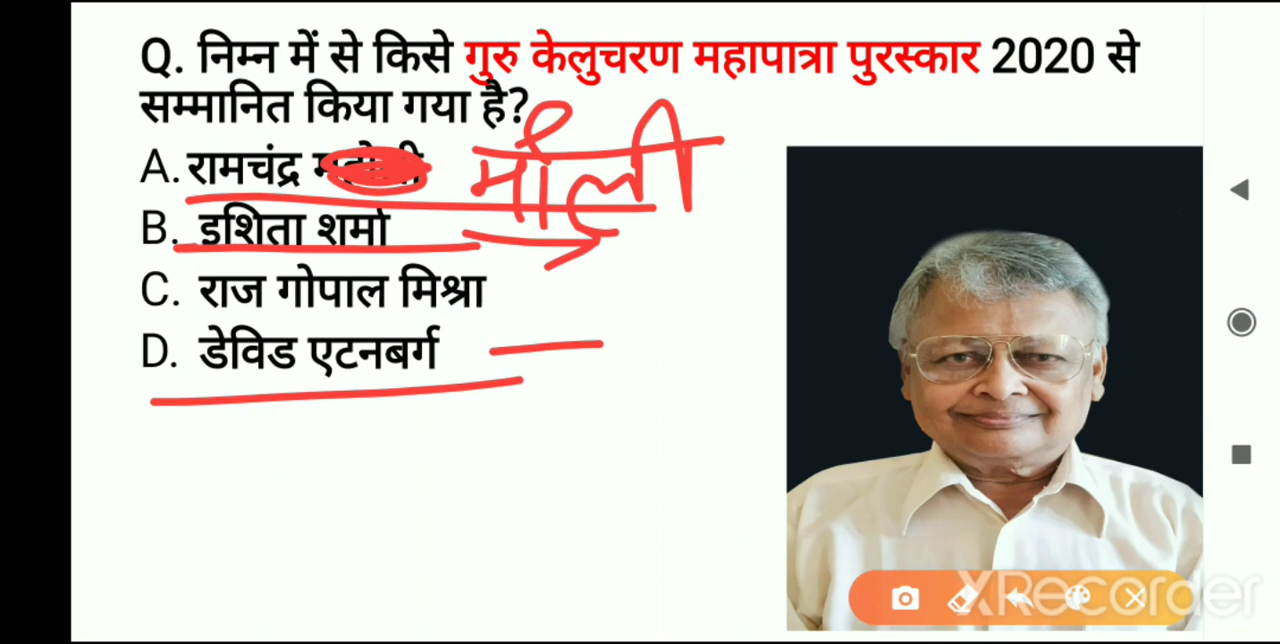 Q. निम्न में से किसे गुरु केलुचरण महापात्रा पुरस्कार 2020 से
सम्मानित किया गया है?
A. रामचंद्र
B. इशिता शर्मा
C. राज गोपाल मिश्रा
D. डेविड एटनबर्ग
XRecorder